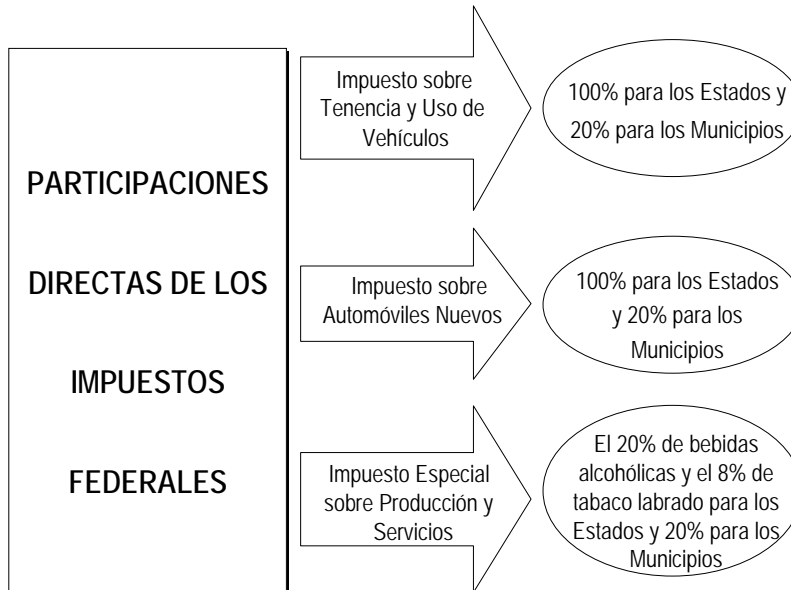 PARTICIPACIONES
DIRECTAS DE LOS
IMPUESTOS
FEDERALES
Impuesto sobre
Tenencia y Uso de
Vehículos
100% para los Estados y
20% para los Municipios
Impuesto sobre
Automóviles Nuevos
100% para los Estados
y 20% para los
Municipios
Impuesto Especial
sobre Producción y
Servicios
El 20% de bebidas
alcohólicas y el 8% de
tabaco labrado para los
Estados y 20% para los
Municipios